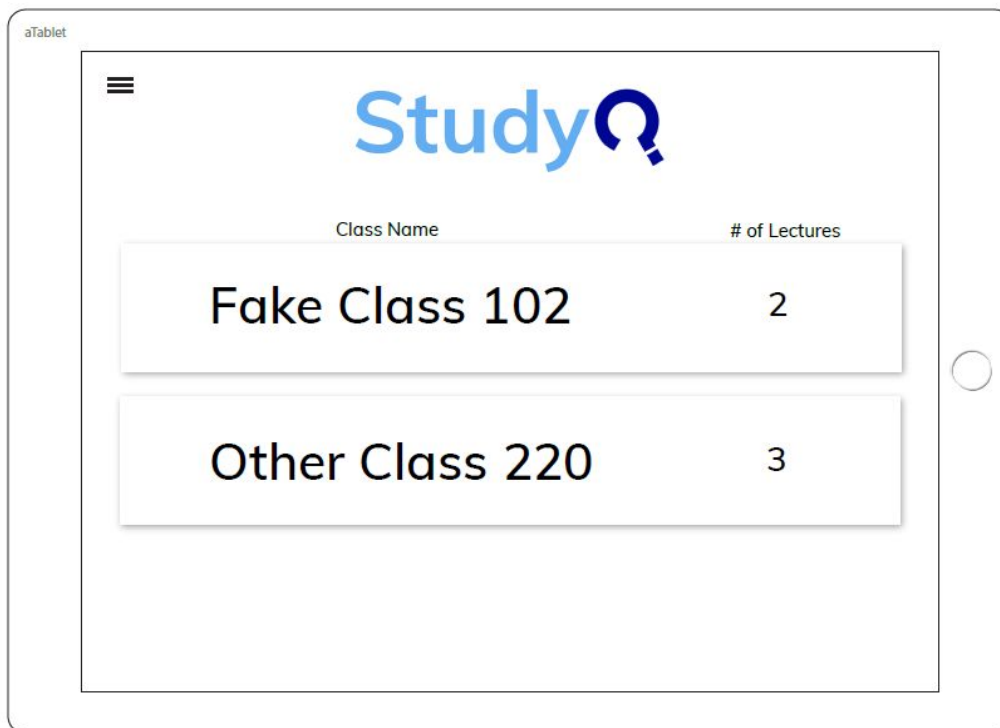 aTablet
StudyQ
Class Name # of Lectures
Fake Class 102 2
Other Class 220 3